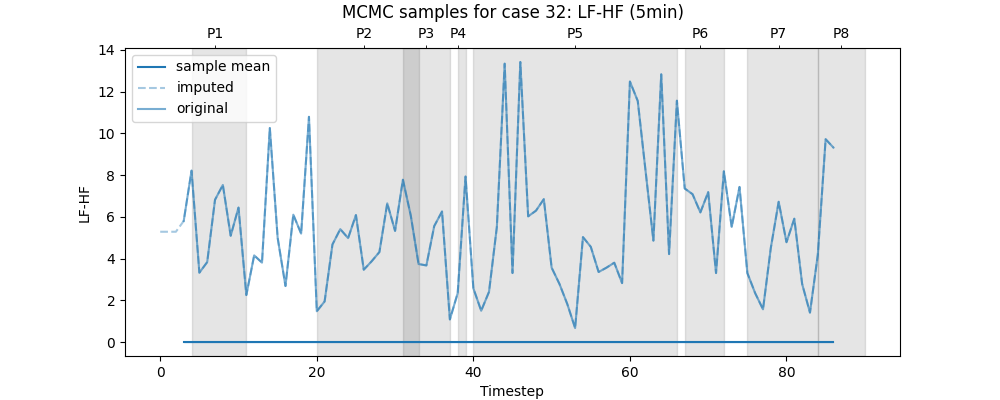 MCMC samples for case 32: LF-HF (5min)
P1 P2 P3 P4 P5 P6 P7 P8
sample mean
imputed
original
14
12
10
8
6
4
2
0
LF-HF
0 20 40 60 80
Timestep